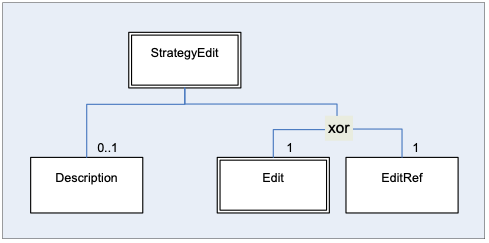 StrategyEdit
xor
0..1
1
1
Description
Edit
EditRef